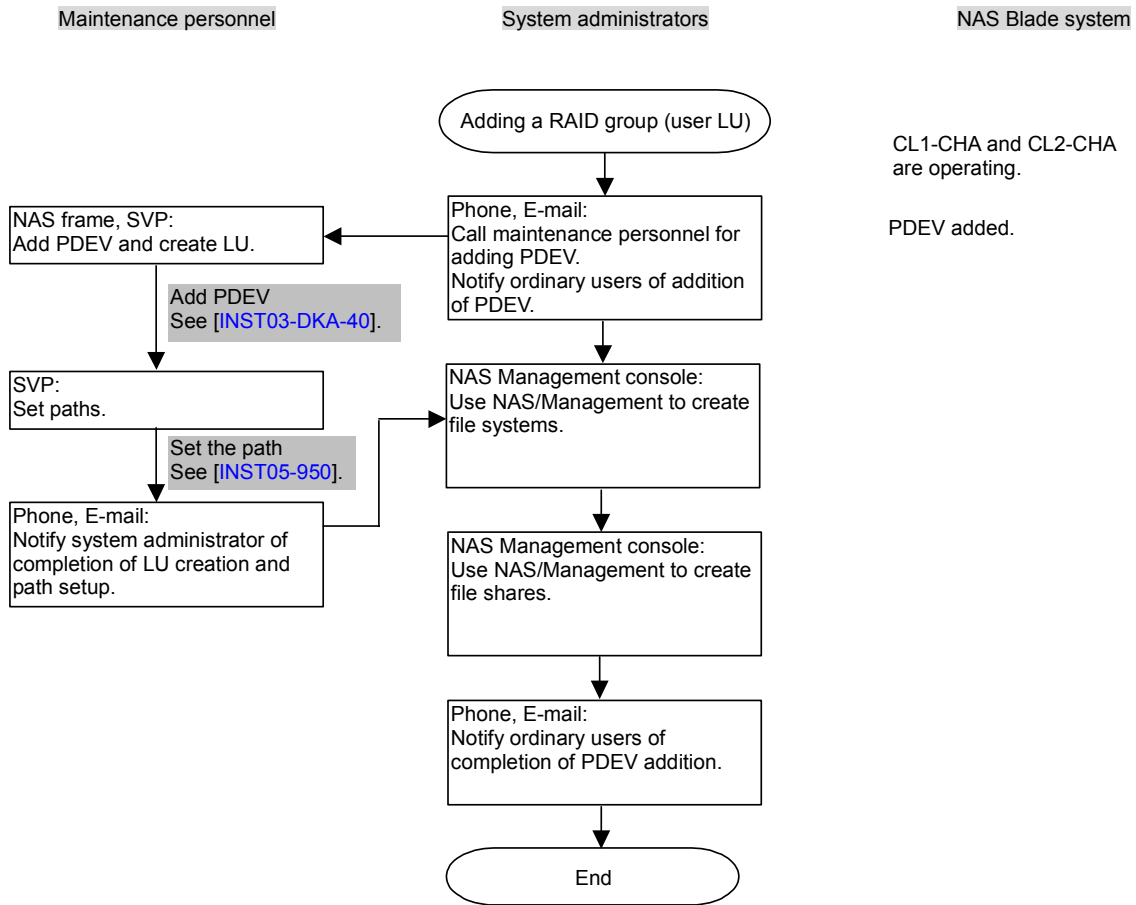 Maintenance personnel
System administrators
NAS Blade system
Adding a RAID group (user LU)
CL1-CHA and CL2-CHA
are operating.
PDEV added.
Phone, E-mail:
Call maintenance personnel for
adding PDEV.
Notify ordinary users of addition
of PDEV.
NAS frame, SVP:
Add PDEV and create LU.
Add PDEV
See [INST03-DKA-40].
SVP:
Set paths.
Set the path
See [INST05-950].
Phone, E-mail:
Notify system administrator of
completion of LU creation and
path setup.
NAS Management console:
Use NAS/Management to create
file systems.
NAS Management console:
Use NAS/Management to create
file shares.
Phone, E-mail:
Notify ordinary users of
completion of PDEV addition.
End